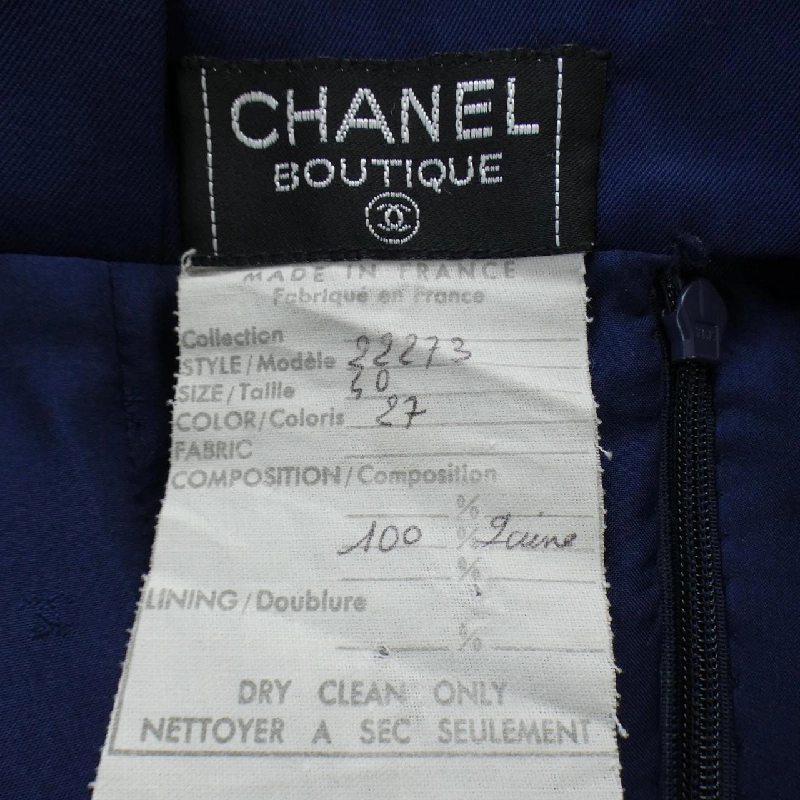 CHANEL
BOUTIQUE
MADE IN FRANCE
Fabriqué en France
Collection
STYLE/Modèle 22273
SIZE/Taille 40
COLOR/Coloris 27
FABRIC
COMPOSITION/Composition
%
100 % Laine
%
LINING/Doublure
%
DRY CLEAN ONLY
NETTOYER A SEC SEULEMENT